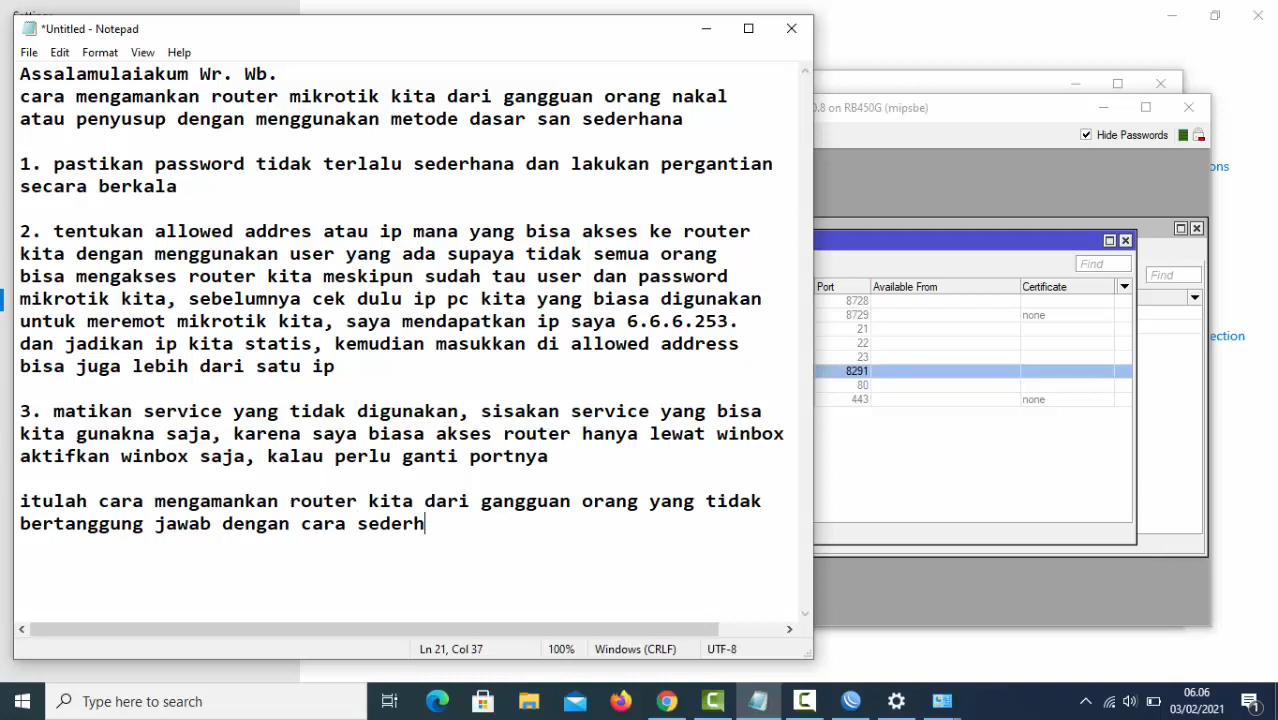 *Untitled - Notepad
File Edit Format View Help
Assalamulaiakum Wr. Wb.
cara mengamankan router mikrotik kita dari gangguan orang nakal
atau penyusup dengan menggunakan metode dasar san sederhana
1. pastikan password tidak terlalu sederhana dan lakukan pergantian
secara berkala
2. tentukan allowed addres atau ip mana yang bisa akses ke router
kita dengan menggunakan user yang ada supaya tidak semua orang
bisa mengakses router kita meskipun sudah tau user dan password
mikrotik kita, sebelumnya cek dulu ip pc kita yang biasa digunakan
untuk meremot mikrotik kita, saya mendapatkan ip saya 6.6.6.253.
dan jadikan ip kita statis, kemudian masukkan di allowed address
bisa juga lebih dari satu ip
3. matikan service yang tidak digunakan, sisakan service yang bisa
kita gunakna saja, karena saya biasa akses router hanya lewat winbox
aktifkan winbox saja, kalau perlu ganti portnya
itulah cara mengamankan router kita dari gangguan orang yang tidak
bertanggung jawab dengan cara sederh
Ln 21, Col 37 100% Windows (CRLF) UTF-8
0.8 on RB450G (mipsbe)
Hide Passwords
ons
Find
Find
Port Available From Certificate
8728
8729 none
21
22
23
8291
80
443 none
ection
Type here to search
06.06
03/02/2021
1